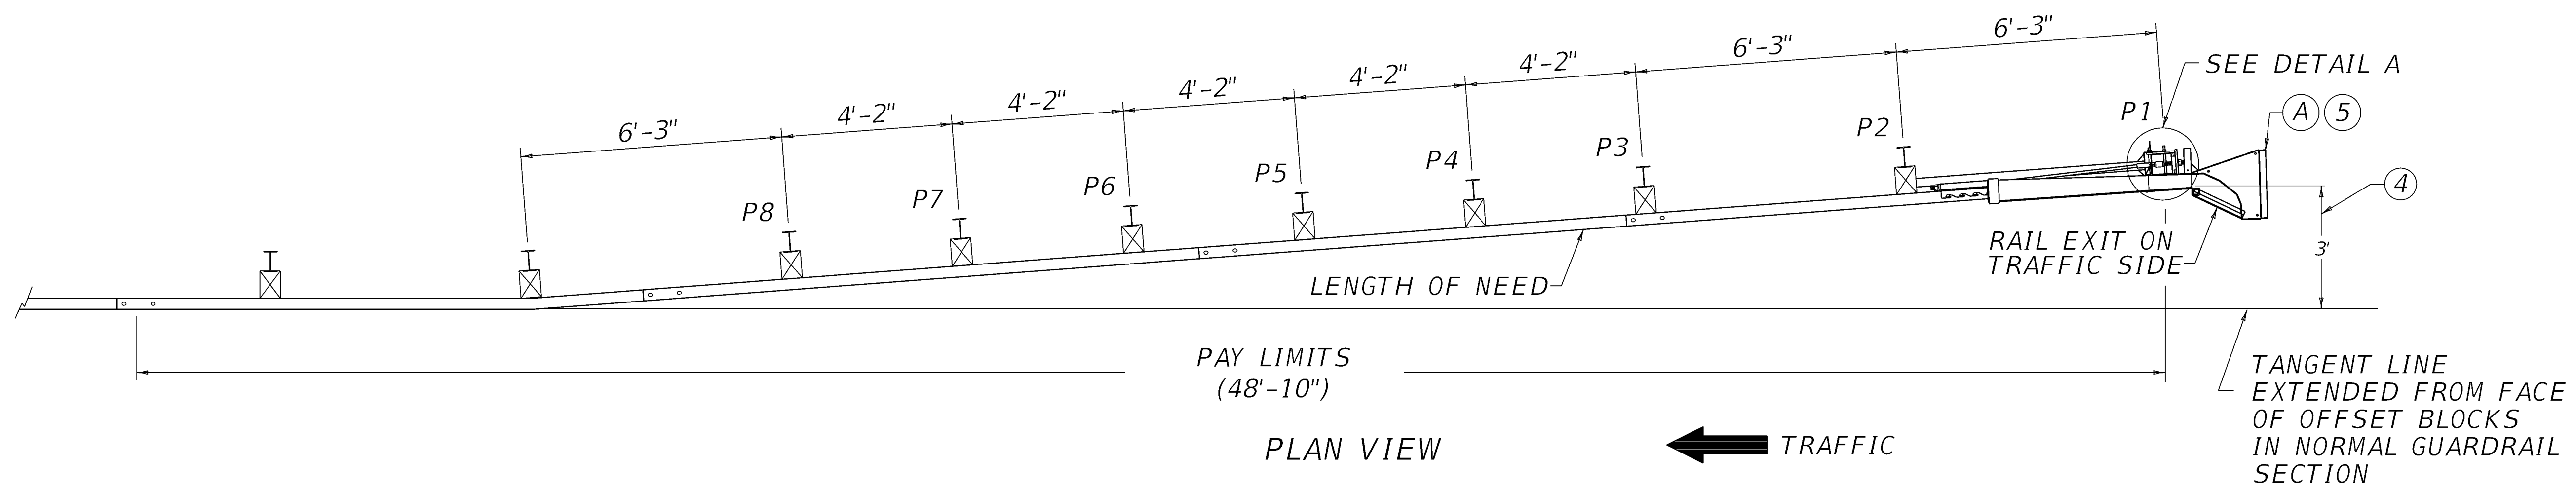 6'-3"
6'-3"
4'-2"
4'-2"
4'-2"
4'-2"
4'-2"
6'-3"
SEE DETAIL A
P1
A
5
P2
P3
P4
P5
P6
P7
P8
4
3'
RAIL EXIT ON
TRAFFIC SIDE
LENGTH OF NEED
PAY LIMITS
(48'-10")
TANGENT LINE
EXTENDED FROM FACE
OF OFFSET BLOCKS
IN NORMAL GUARDRAIL
SECTION
PLAN VIEW
TRAFFIC